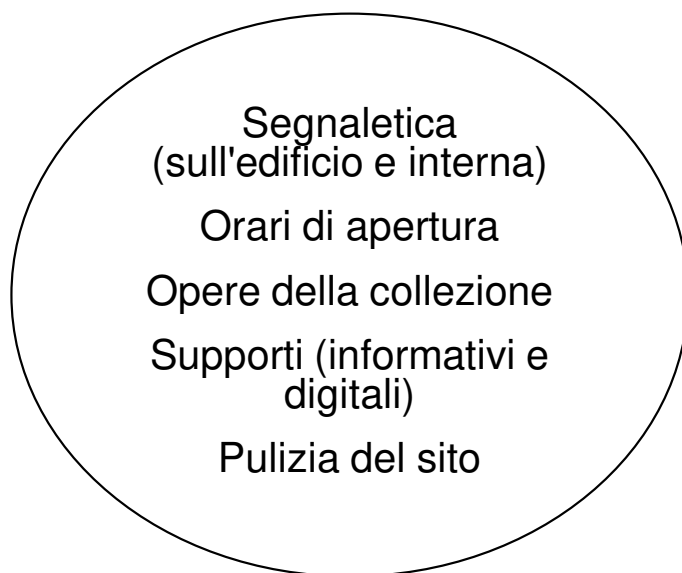 Segnaletica
(sull'edificio e interna)
Orari di apertura
Opere della collezione
Supporti (informativi e
digitali)
Pulizia del sito